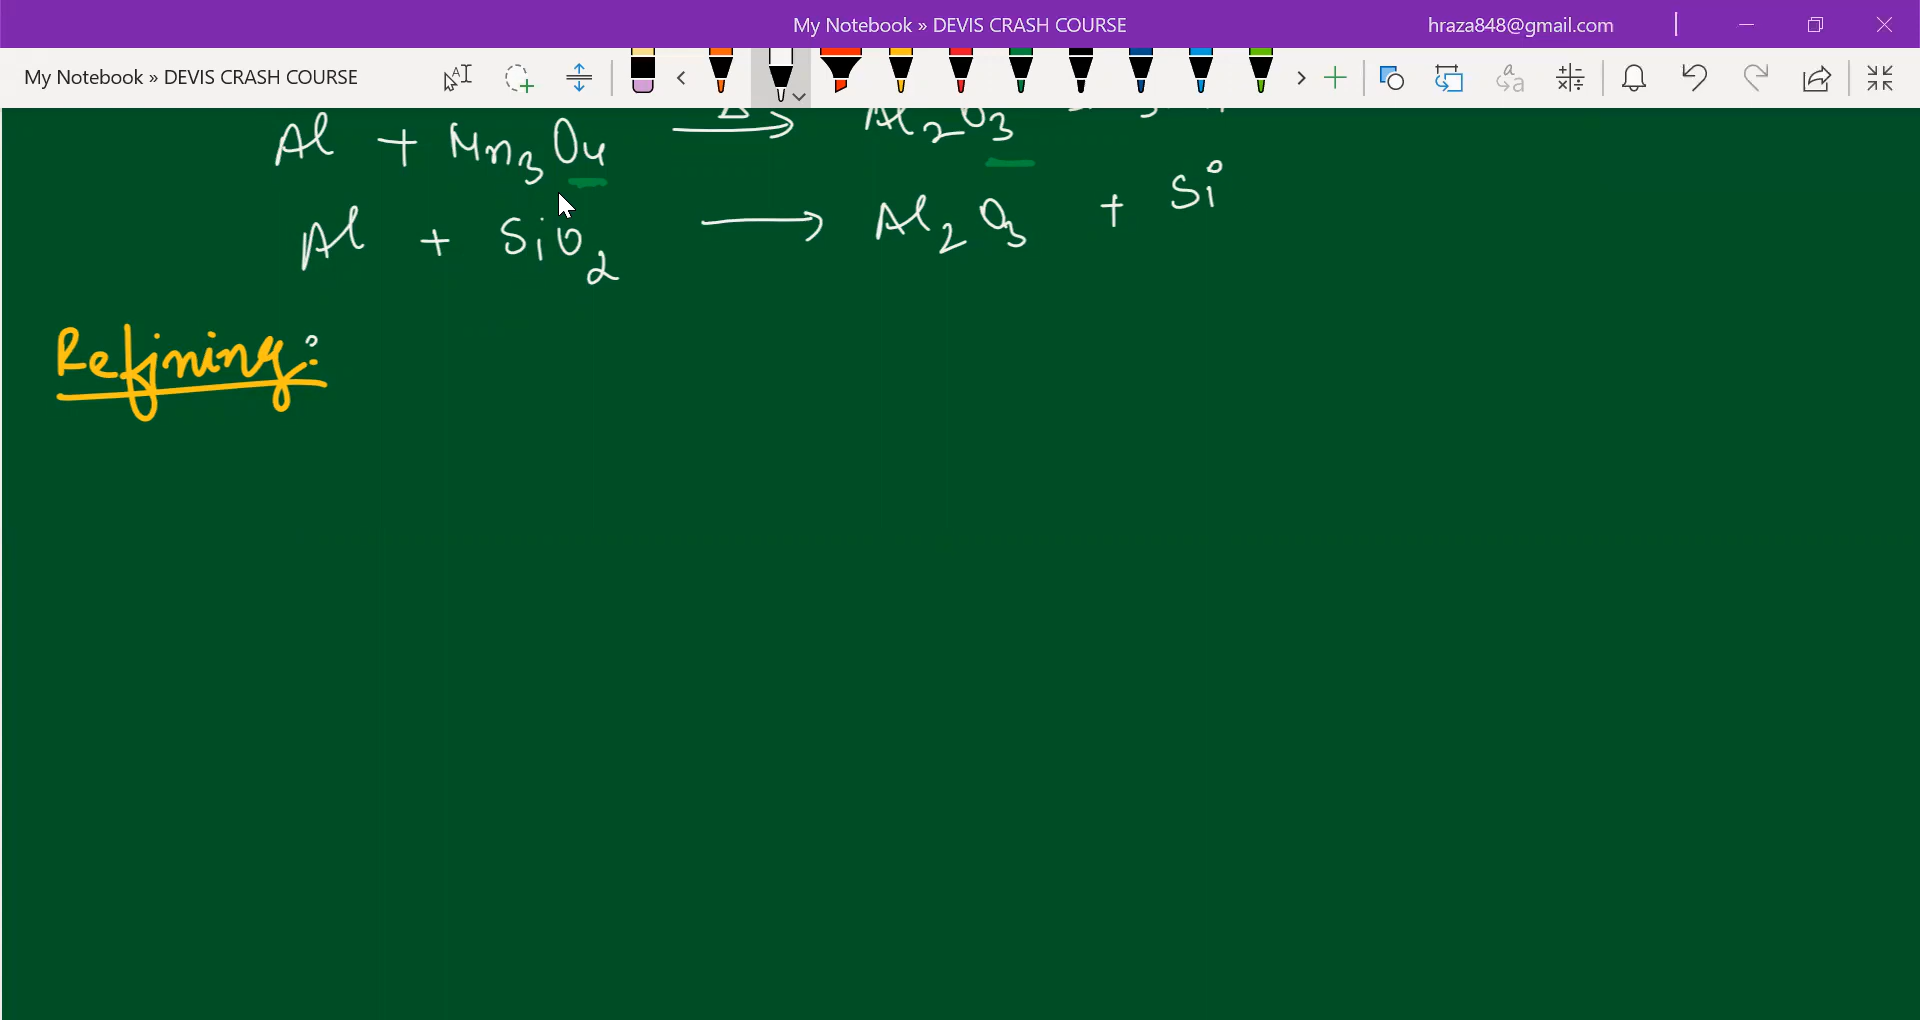 My Notebook » DEVIS CRASH COURSE
hraza848@gmail.com
My Notebook » DEVIS CRASH COURSE
Al + Mn3O4 ⟶ Al2O3
Al + SiO2 ⟶ Al2O3 + Si
Refining: